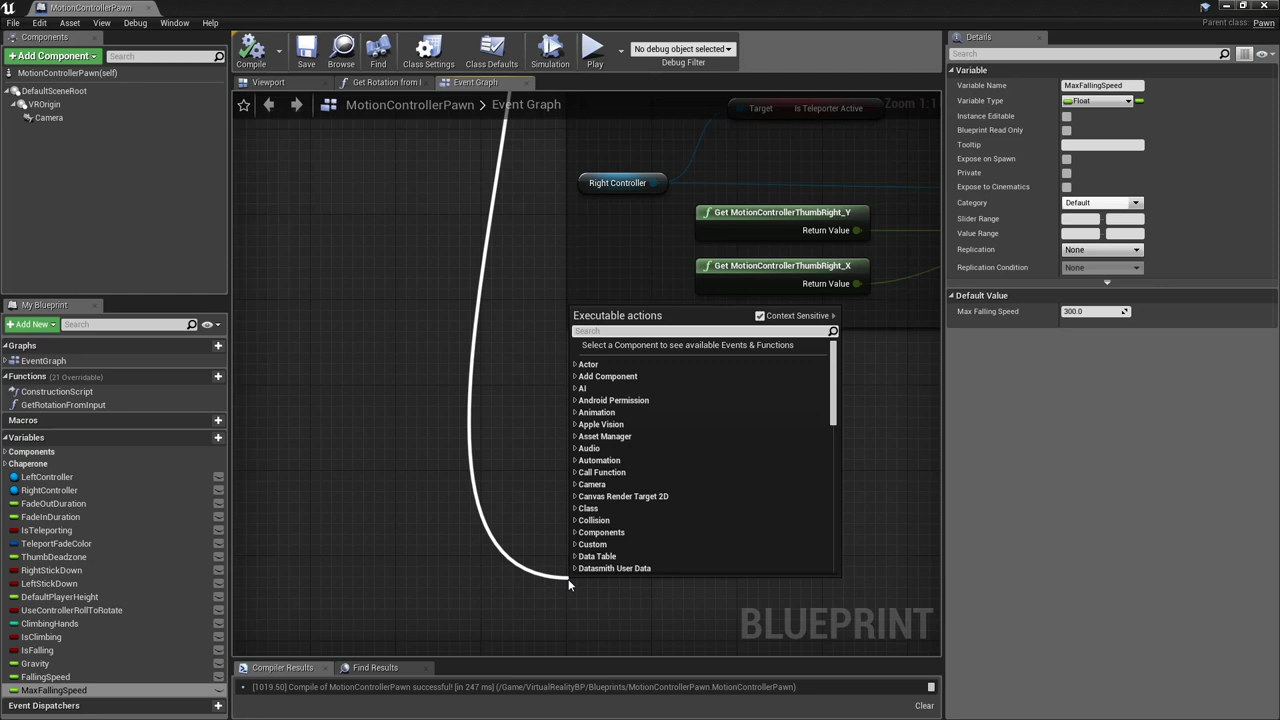 MotionControllerPawn
File Edit Asset View Debug Window Help
Parent class: Pawn
Components
+ Add Component
Search
MotionControllerPawn(self)
DefaultSceneRoot
VROrigin
Camera
Compile
Save
Browse
Find
Class Settings
Class Defaults
Simulation
Play
No debug object selected
Debug Filter
Viewport
Get Rotation from I
Event Graph
MotionControllerPawn > Event Graph
Zoom 1:1
Target Is Teleporter Active
Right Controller
Get MotionControllerThumbRight_Y
Return Value
Get MotionControllerThumbRight_X
Return Value
Executable actions
Context Sensitive
Search
Select a Component to see available Events & Functions
Actor
Add Component
AI
Android Permission
Animation
Apple Vision
Asset Manager
Audio
Automation
Call Function
Camera
Canvas Render Target 2D
Class
Collision
Components
Custom
Data Table
Datasmith User Data
BLUEPRINT
My Blueprint
+ Add New
Search
Graphs
EventGraph
Functions (21 Overridable)
ConstructionScript
GetRotationFromInput
Macros
Variables
Components
Chaperone
LeftController
RightController
FadeOutDuration
FadeInDuration
IsTeleporting
TeleportFadeColor
ThumbDeadzone
RightStickDown
LeftStickDown
DefaultPlayerHeight
UseControllerRollToRotate
ClimbingHands
IsClimbing
IsFalling
Gravity
FallingSpeed
MaxFallingSpeed
Event Dispatchers
Compiler Results
Find Results
[1019.50] Compile of MotionControllerPawn successful! [in 247 ms] (/Game/VirtualRealityBP/Blueprints/MotionControllerPawn.MotionControllerPawn)
Clear
Details
Search
Variable
Variable Name MaxFallingSpeed
Variable Type Float
Instance Editable
Blueprint Read Only
Tooltip
Expose on Spawn
Private
Expose to Cinematics
Category Default
Slider Range
Value Range
Replication None
Replication Condition None
Default Value
Max Falling Speed 300.0